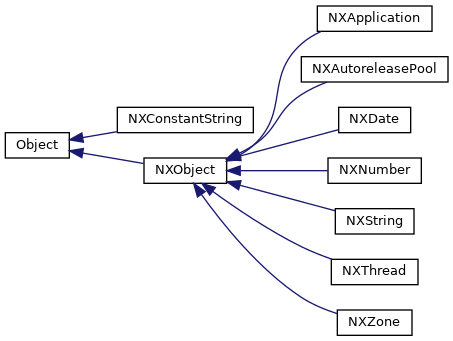 NXApplication
NXAutoreleasePool
NXConstantString
NXDate
Object
NXObject
NXNumber
NXString
NXThread
NXZone